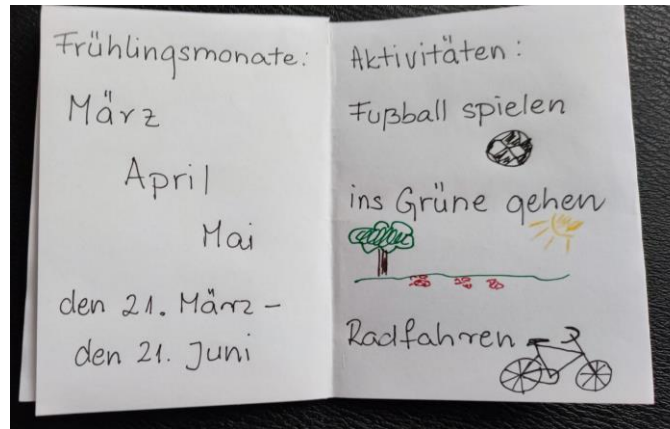 Frühlingsmonate:
März
April
Mai
den 21. März –
den 21. Juni
Aktivitäten:
Fußball spielen
ins Grüne gehen
Radfahren